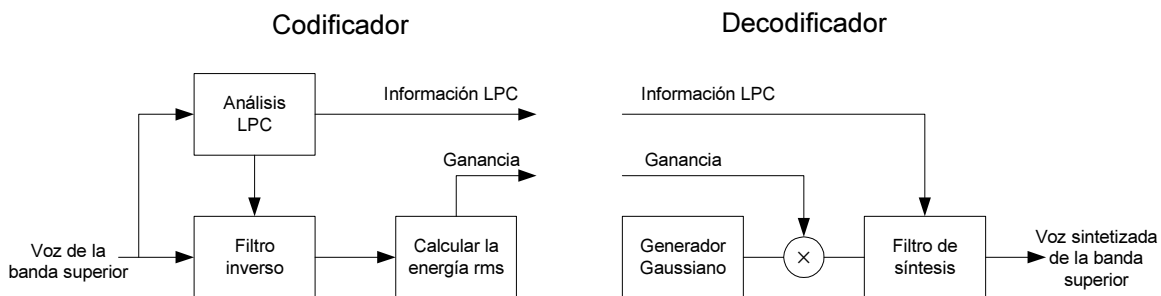 Codificador
Decodificador
Análisis
LPC
Información LPC
Información LPC
Ganancia
Ganancia
Voz de la
banda superior
Filtro
inverso
Calcular la
energía rms
Generador
Gaussiano
×
Filtro de
síntesis
Voz sintetizada
de la banda
superior